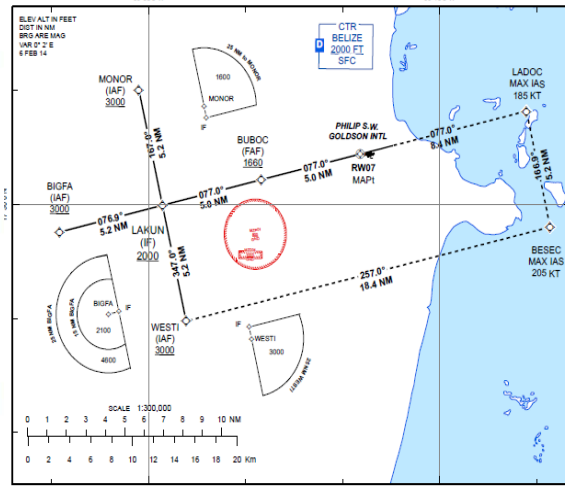 ELEV ALT IN FEET
DIST IN NM
BRG ARE MAG
VAR 0° 2' E
6 FEB 14
CTR
D BELIZE
2000 FT
SFC
MONOR
(IAF)
3000
25 NM to MONOR
1600
MONOR
IF
LADOC
MAX IAS
185 KT
PHILIP S.W.
GOLDSON INTL
167.0°
5.2 NM
BUBOC
(FAF)
1660
077.0°
8.4 NM
RW07
MAPt
077.0°
5.0 NM
5.2 NM
BIGFA
(IAF)
3000
077.0°
5.0 NM
076.9°
5.2 NM
LAKUN
(IF)
2000
347.0°
5.2 NM
BESEC
MAX IAS
205 KT
257.0°
18.4 NM
25 NM BIGFA
15 NM BIGFA
BIGFA
IF
2100
4600
WESTI
(IAF)
3000
IF
WESTI
3000
25 NM WESTI
SCALE 1:300,000
0 1 2 3 4 5 6 7 8 9 10 NM
0 2 4 6 8 10 12 14 16 18 20 Km